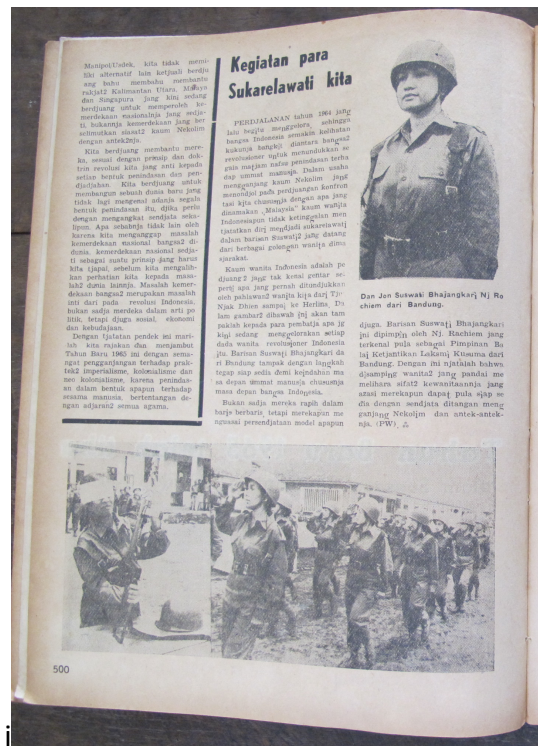 Manipol/Usdek, kita tidak memi-
liki alternatif lain ketjuali berdju
ang bahu membahu membantu
rakjat2 Kalimantan Utara, Malaya
dan Singapura jang kini sedang
berdjuang untuk memperoleh ke-
merdekaan nasionalnja jang sedja-
ti, bukannja kemerdekaan jang ber
selimutkan siasat2 kaum Nekolim
dengan antek2nja.
Kita berdjuang membantu mere-
ka, sesuai dengan prinsip dan dok-
trin revolusi kita jang anti kepada
setiap bentuk penindasan dan pen-
djadjahan. Kita berdjuang untuk
membangun sebuah dunia baru jang
tidak lagi mengenal adanja segala
bentuk penindasan itu, djika perlu
dengan mengangkat sendjata seka-
lipun. Apa sebabnja tidak lain oleh
karena kita menganggap masalah
kemerdekaan nasional bangsa2 di
dunia, kemerdekaan nasional sedja-
ti sebagai suatu prinsip jang harus
kita tjapai, sebelum kita mengalih-
kan perhatian kita kepada masa-
lah2 dunia lainnja. Masalah kemer-
dekaan bangsa2 merupakan masalah
inti dari pada revolusi Indonesia,
bukan sadja merdeka dalam arti po
litik, tetapi djuga sosial, ekonomi
dan kebudajaan.
Dengan tjatatan pendek ini mari-
lah kita rajakan dan menjambut
Tahun Baru 1965 ini dengan sema-
ngat pengganjangan terhadap prak-
tek2 imperialisme, kolonialisme dan
neo kolonialisme, karena penindas-
an dalam bentuk apapun terhadap
sesama manusia, bertentangan de-
ngan adjaran2 semua agama.
Kegiatan para
Sukarelawati kita
PERDJALANAN tahun 1964 jang
lalu begitu menggelora, sehingga
bangsa Indonesia semakin kelihatan
kukunja bangkit diantara bangsa2
revolusioner untuk menundukkan se
gala matjam nafsu penindasan terha
dap ummat manusia. Dalam usaha
mengganjang kaum Nekolim jang
menondjol pada perdjuangan konfron
tasi kita chususnja dengan apa jang
dinamakan „Malaysia" kaum wanita
Indonesiapun tidak ketinggalan men
tjatatkan diri mendjadi sukarelawati
dalam barisan Suswati2 jang datang
dari berbagai golongan wanita dima
sjarakat.
Kaum wanita Indonesia adalah pe
djuang2 jang tak kenal gentar se-
perti apa jang pernah ditundjukkan
oleh pahlawan2 wanita kita dari Tjr
Njak Dhien sampai ke Herlina. Da
lam gambar2 dibawah ini akan tam
paklah kepada para pembatja apa jg
kini sedang menggelorakan setiap
dada wanita revolusioner Indonesia
itu. Barisan Suswati Bhajangkari da
ri Bandung tampak dengan langkah
tegap siap sedia demi keindahan ma
sa depan ummat manusia chususnja
masa depan bangsa Indonesia.
Bukan sadja mereka rapih dalam
baris berbaris, tetapi merekapun me
nguasai persendjataan model apapun
Dan Jon Suswati Bhajangkari Nj Ro
chiem dari Bandung.
djuga. Barisan Suswati Bhajangkari
ini dipimpin oleh Nj. Rachiem jang
terkenal pula sebagai Pimpinan Ba
lai Ketjantikan Laksmi Kusuma dari
Bandung. Dengan ini njatalah bahwa
disamping wanita2 jang pandai me
melihara sifat2 kewanitaannja jang
azasi merekapun dapat pula siap se
dia dengan sendjata ditangan meng
ganjang Nekolim dan antek-antek-
nja. (PW).
500
i